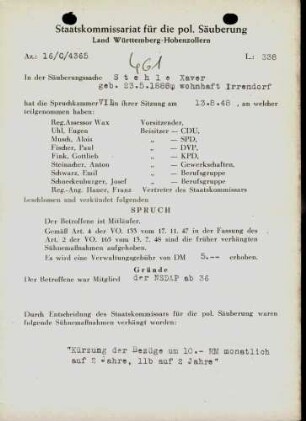 Staatskommissariat für die pol. Säuberung
Land Württemberg-Hohenzollern
Az.: 16/C/4365
L.: 338
461
In der Säuberungssache Stehle Xaver
geb. 23.5.1888, wohnhaft Irrendorf
hat die Spruchkammer VIII in ihrer Sitzung am 13.8.48, an welcher
teilgenommen haben:
Reg.Assessor Wax Vorsitzender,
Uhl, Eugen Beisitzer — CDU,
Mosch, Alois „ — SPD,
Fischer, Paul „ — DVP,
Fink, Gottlieb „ — KPD,
Steinacher, Anton „ — Gewerkschaften,
Schwarz, Emil „ — Berufsgruppe
Schneckenburger, Josef „ — Berufsgruppe
Reg.-Ang. Hauser, Franz Vertreter des Staatskommissars
beschlossen und verkündet folgenden
SPRUCH
Der Betroffene ist Mitläufer.
Gemäß Art. 4 der VO. 133 vom 17. 11. 47 in der Fassung des
Art. 2 der VO. 165 vom 13. 7. 48 sind die früher verhängten
Sühnemaßnahmen aufgehoben.
Es wird eine Verwaltungsgebühr von DM 5.-- erhoben.
Gründe
Der Betroffene war Mitglied der NSDAP ab 36
Durch Entscheidung des Staatskommissars für die pol. Säuberung waren
folgende Sühnemaßnahmen verhängt worden:
"Kürzung der Bezüge um 10.- RM monatlich
auf 2 Jahre, 11b auf 2 Jahre"